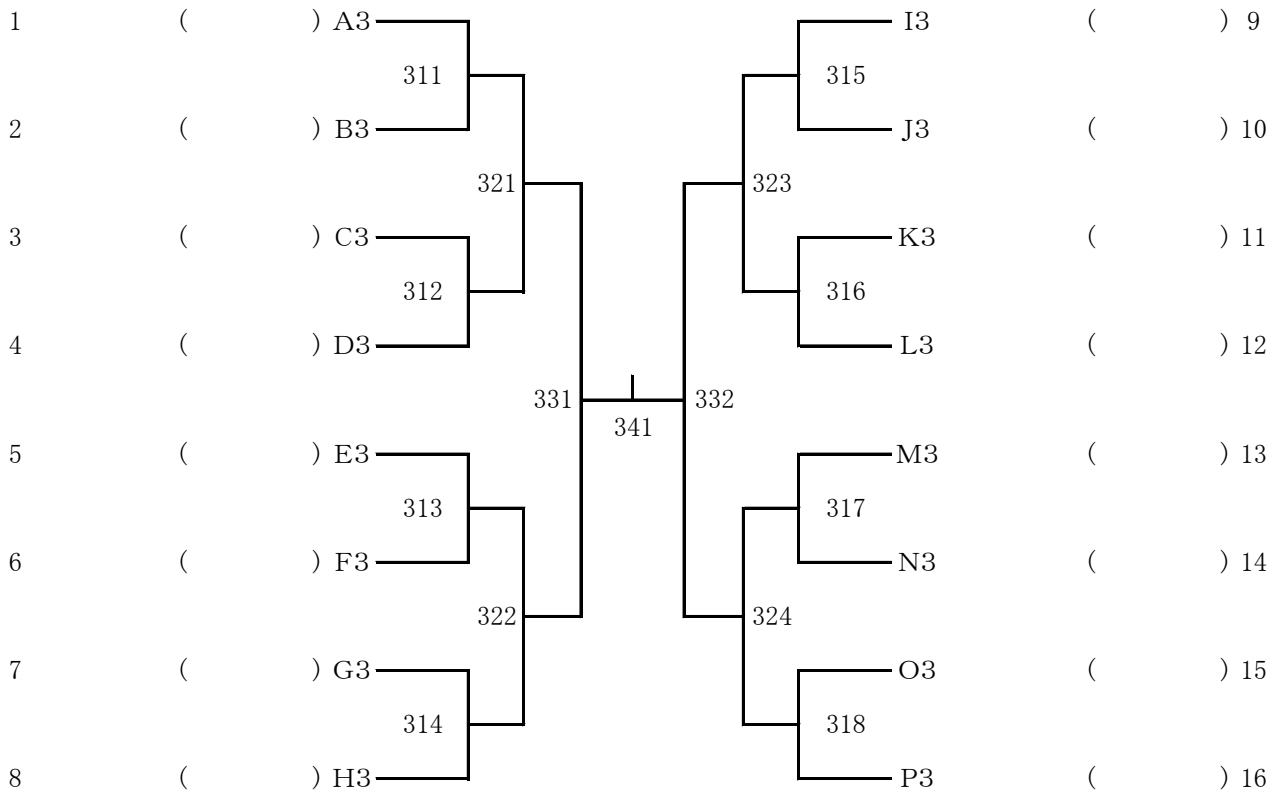 1 ( ) A3 I3 ( ) 9
311 315
2 ( ) B3 J3 ( ) 10
321 323
3 ( ) C3 K3 ( ) 11
312 316
4 ( ) D3 L3 ( ) 12
331 332
341
5 ( ) E3 M3 ( ) 13
313 317
6 ( ) F3 N3 ( ) 14
322 324
7 ( ) G3 O3 ( ) 15
314 318
8 ( ) H3 P3 ( ) 16